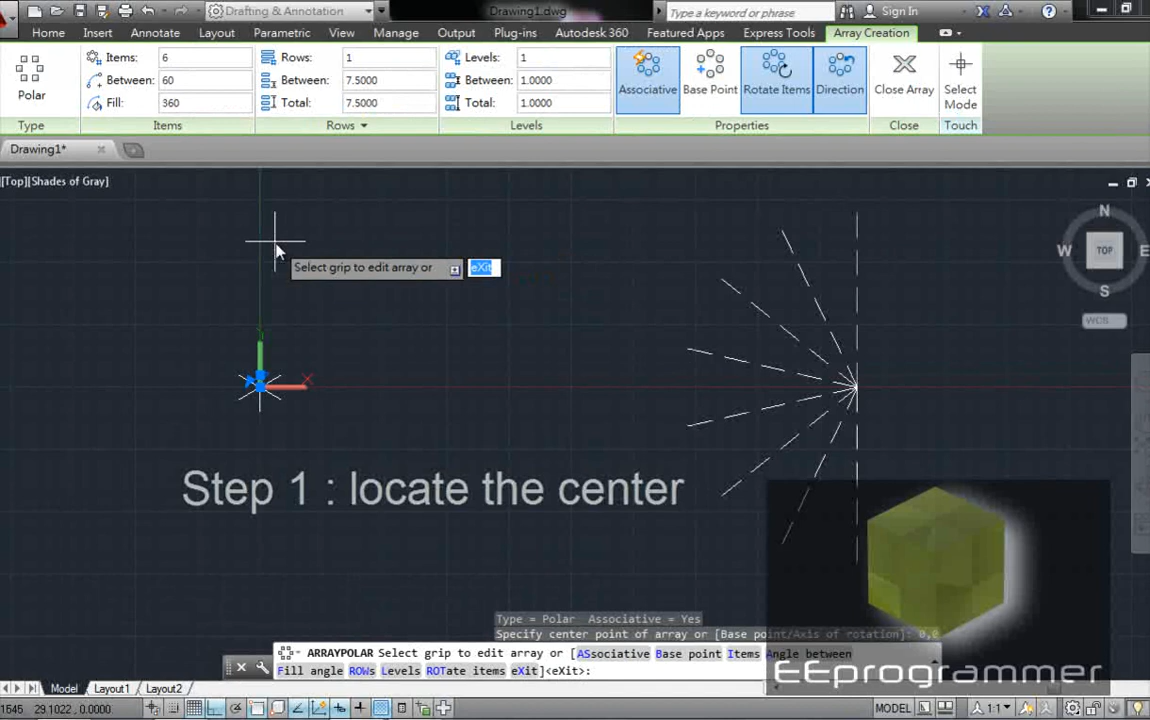 Drafting & Annotation
Drawing1.dwg
Type a keyword or phrase
Sign In
Home Insert Annotate Layout Parametric View Manage Output Plug-ins Autodesk 360 Featured Apps Express Tools Array Creation
Items: 6
Between: 60
Fill: 360
Rows: 1
Between: 7.5000
Total: 7.5000
Levels: 1
Between: 1.0000
Total: 1.0000
Polar
Associative
Base Point
Rotate Items
Direction
Close Array
Select
Mode
Type
Items
Rows
Levels
Properties
Close
Touch
Drawing1*
[Top][Shades of Gray]
N
W
TOP
E
S
WCS
Select grip to edit array or
eXit
X
Step 1 : locate the center
Type = Polar Associative = Yes
Specify center point of array or [Base point/Axis of rotation]: 0,0
ARRAYPOLAR Select grip to edit array or [ASsociative Base point Items Angle between
Fill angle ROWs Levels ROTate items eXit]<eXit>:
EEprogrammer
Model
Layout1
Layout2
1545 29.1022, 0.0000
MODEL
1:1